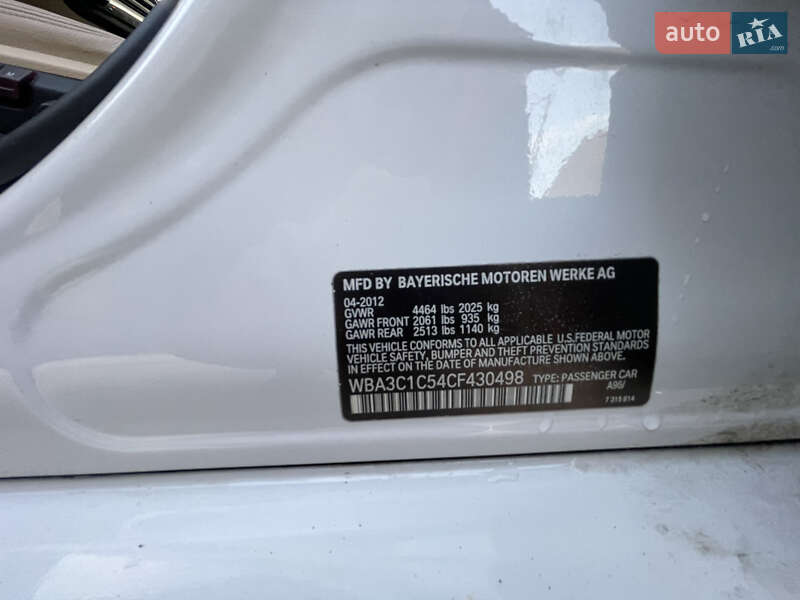 auto RIA .com
MFD BY BAYERISCHE MOTOREN WERKE AG
04-2012
GVWR 4464 lbs 2025 kg
GAWR FRONT 2061 lbs 935 kg
GAWR REAR 2513 lbs 1140 kg
THIS VEHICLE CONFORMS TO ALL APPLICABLE U.S.FEDERAL MOTOR
VEHICLE SAFETY, BUMPER AND THEFT PREVENTION STANDARDS
IN EFFECT ON THE DATE OF MANUFACTURE SHOWN ABOVE.
WBA3C1C54CF430498 TYPE: PASSENGER CAR
A96/
7 315 814
M